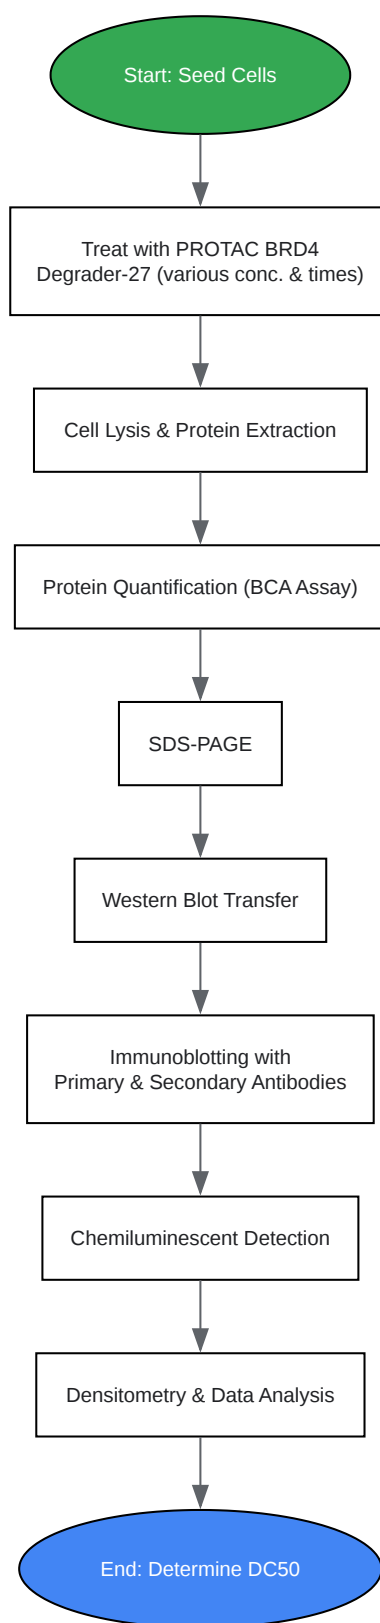 Start: Seed Cells
Treat with PROTAC BRD4
Degrader-27 (various conc. & times)
Cell Lysis & Protein Extraction
Protein Quantification (BCA Assay)
SDS-PAGE
Western Blot Transfer
Immunoblotting with
Primary & Secondary Antibodies
Chemiluminescent Detection
Densitometry & Data Analysis
End: Determine DC50